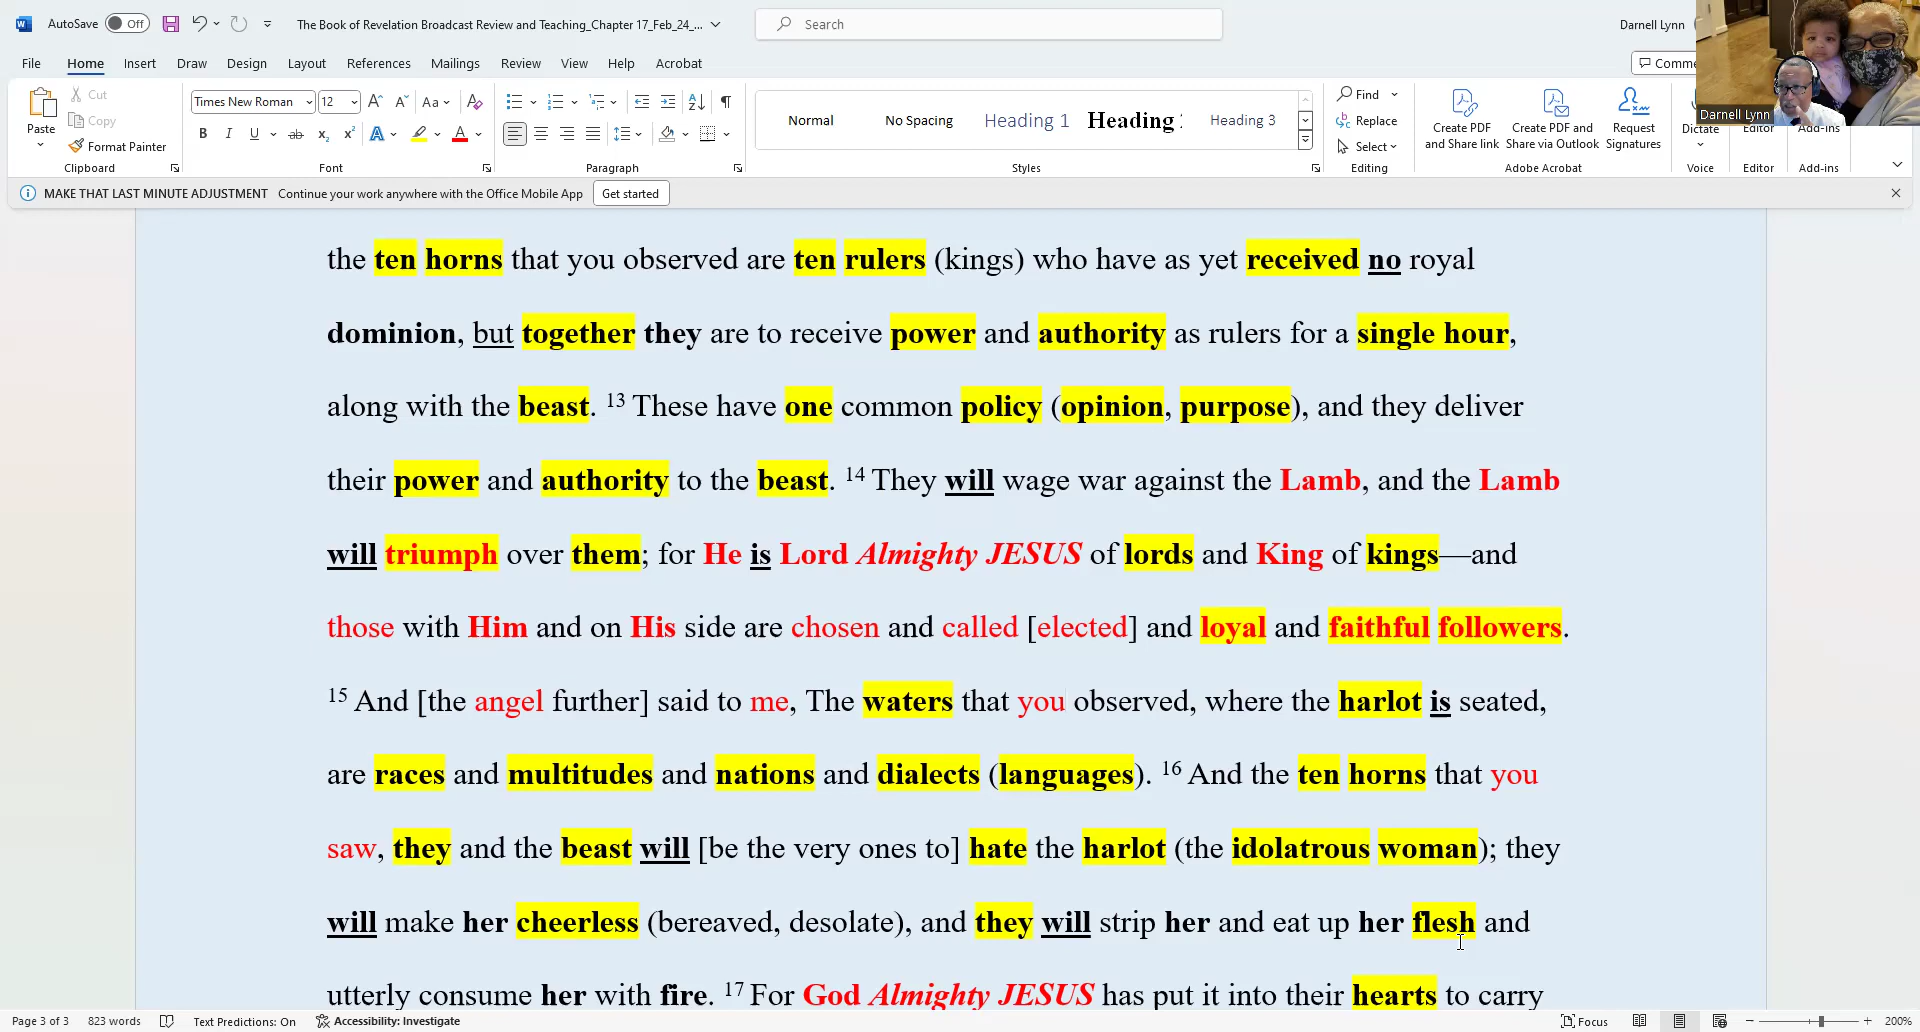 AutoSave Off The Book of Revelation Broadcast Review and Teaching_Chapter 17_Feb_24_... Search Darnell Lynn
File Home Insert Draw Design Layout References Mailings Review View Help Acrobat
Paste Cut Copy Format Painter
Times New Roman 12
Normal No Spacing Heading 1 Heading 2 Heading 3
Find Replace Select
Create PDF and Share link Create PDF and Share via Outlook Request Signatures Dictate Editor Add-ins
Darnell Lynn
Clipboard Font Paragraph Styles Editing Adobe Acrobat Voice Editor Add-ins
MAKE THAT LAST MINUTE ADJUSTMENT Continue your work anywhere with the Office Mobile App Get started
the ten horns that you observed are ten rulers (kings) who have as yet received no royal
dominion, but together they are to receive power and authority as rulers for a single hour,
along with the beast. 13 These have one common policy (opinion, purpose), and they deliver
their power and authority to the beast. 14 They will wage war against the Lamb, and the Lamb
will triumph over them; for He is Lord Almighty JESUS of lords and King of kings—and
those with Him and on His side are chosen and called [elected] and loyal and faithful followers.
15 And [the angel further] said to me, The waters that you observed, where the harlot is seated,
are races and multitudes and nations and dialects (languages). 16 And the ten horns that you
saw, they and the beast will [be the very ones to] hate the harlot (the idolatrous woman); they
will make her cheerless (bereaved, desolate), and they will strip her and eat up her flesh and
utterly consume her with fire. 17 For God Almighty JESUS has put it into their hearts to carry
Page 3 of 3 823 words Text Predictions: On Accessibility: Investigate Focus 200%